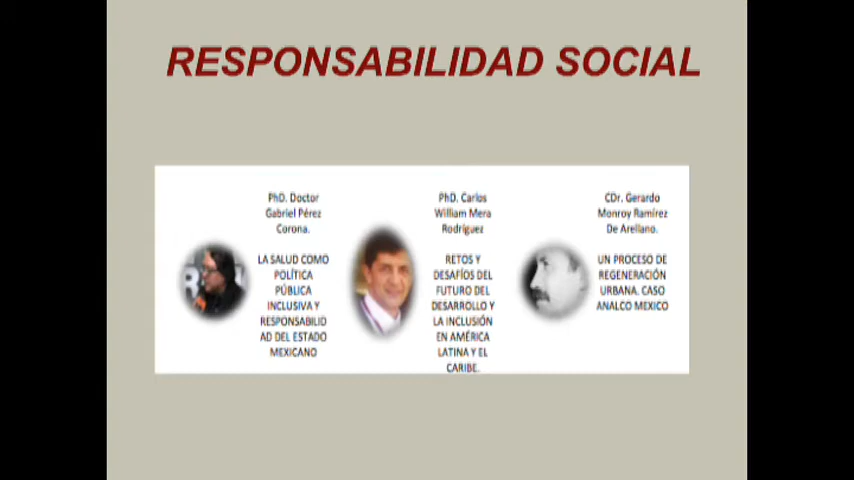 RESPONSABILIDAD SOCIAL
PhD. Doctor
Gabriel Pérez
Corona.
LA SALUD COMO
POLÍTICA
PÚBLICA
INCLUSIVA Y
RESPONSABILID
AD DEL ESTADO
MEXICANO
PhD. Carlos
William Mera
Rodríguez
RETOS Y
DESAFÍOS DEL
FUTURO DEL
DESARROLLO Y
LA INCLUSIÓN
EN AMÉRICA
LATINA Y EL
CARIBE.
CDr. Gerardo
Monroy Ramírez
De Arellano.
UN PROCESO DE
REGENERACIÓN
URBANA. CASO
ANALCO MEXICO